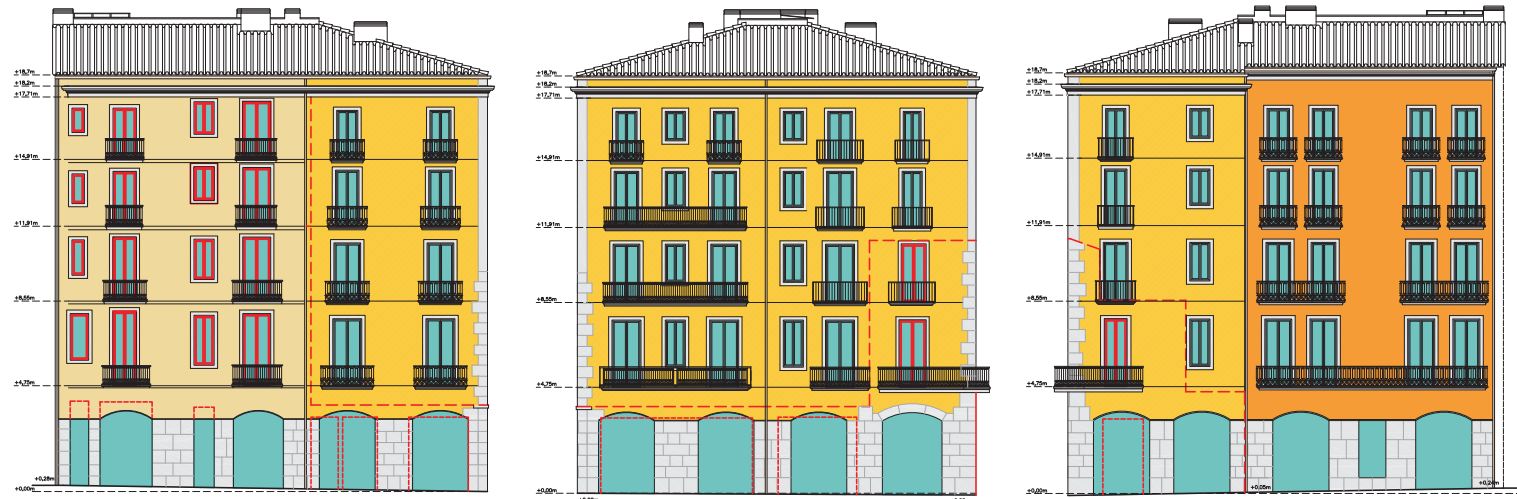 +18,7m
+18,2m
+17,71m
+14,91m
+11,91m
+8,55m
+4,75m
+0,28m
+0,00m
+18,7m
+18,2m
+17,71m
+14,91m
+11,91m
+8,55m
+4,75m
+0,00m
+18,7m
+18,2m
+17,71m
+14,91m
+11,91m
+8,55m
+4,75m
+0,00m
+0,05m
+0,24m